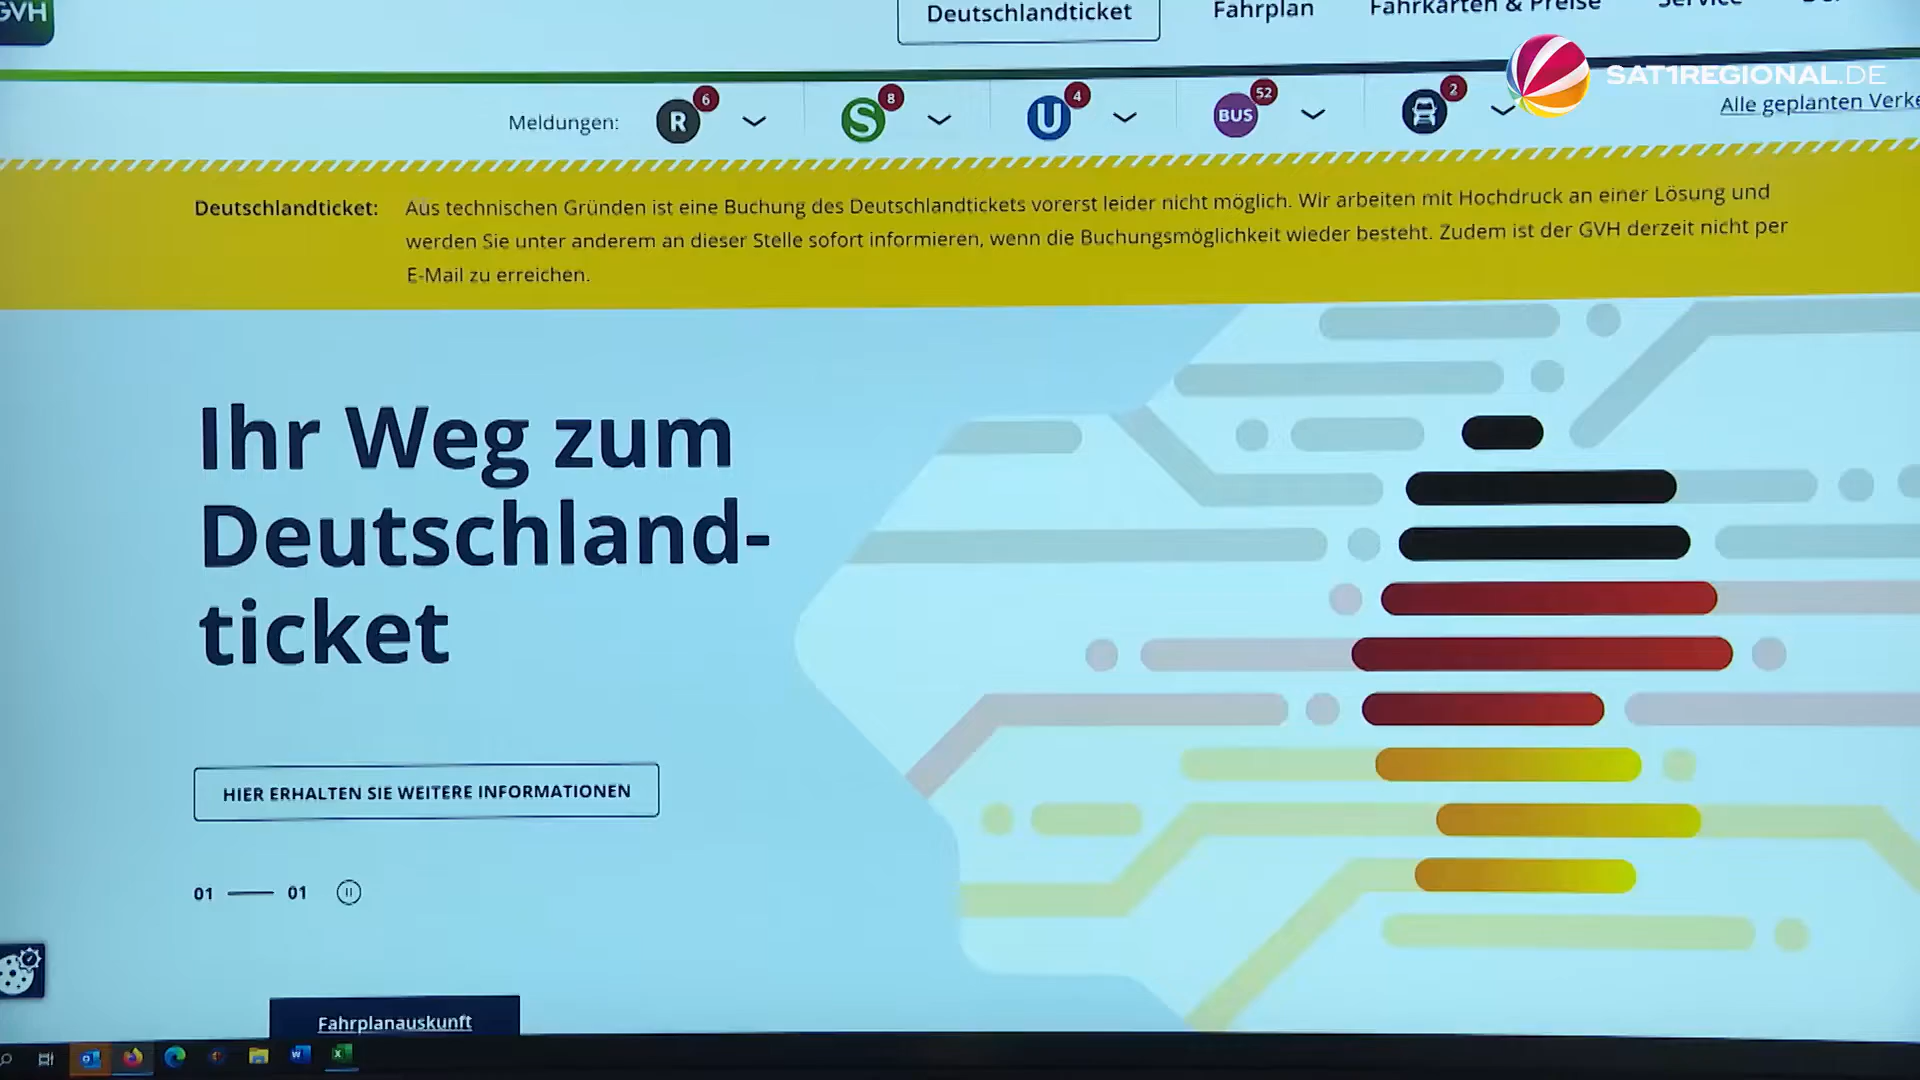 GVH
Deutschlandticket
Fahrplan
Fahrkarten & Preise
Service
SAT1REGIONAL.DE
Meldungen:
R 6
S 8
U 4
BUS 52
2
Alle geplanten Verke
Deutschlandticket: Aus technischen Gründen ist eine Buchung des Deutschlandtickets vorerst leider nicht möglich. Wir arbeiten mit Hochdruck an einer Lösung und
werden Sie unter anderem an dieser Stelle sofort informieren, wenn die Buchungsmöglichkeit wieder besteht. Zudem ist der GVH derzeit nicht per
E-Mail zu erreichen.
Ihr Weg zum
Deutschland-
ticket
HIER ERHALTEN SIE WEITERE INFORMATIONEN
01 01
Fahrplanauskunft